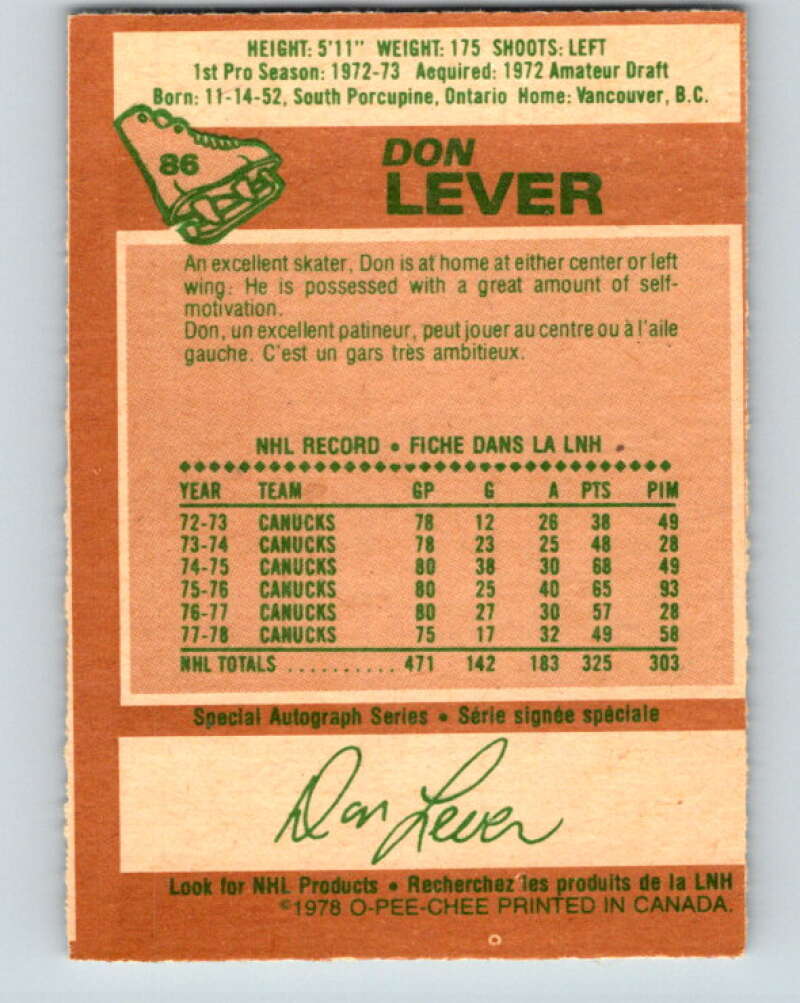 HEIGHT: 5'11" WEIGHT: 175 SHOOTS: LEFT
1st Pro Season: 1972-73 Acquired: 1972 Amateur Draft
Born: 11-14-52, South Porcupine, Ontario Home: Vancouver, B.C.
86
DON
LEVER
An excellent skater, Don is at home at either center or left
wing. He is possessed with a great amount of self-
motivation.
Don, un excellent patineur, peut jouer au centre ou à l'aile
gauche. C'est un gars très ambitieux.
NHL RECORD • FICHE DANS LA LNH
YEAR TEAM GP G A PTS PIM
72-73 CANUCKS 78 12 26 38 49
73-74 CANUCKS 78 23 25 48 28
74-75 CANUCKS 80 38 30 68 49
75-76 CANUCKS 80 25 40 65 93
76-77 CANUCKS 80 27 30 57 28
77-78 CANUCKS 75 17 32 49 58
NHL TOTALS .......... 471 142 183 325 303
Special Autograph Series • Série signée spéciale
Don Lever
Look for NHL Products • Recherchez les produits de la LNH
©1978 O-PEE-CHEE PRINTED IN CANADA.